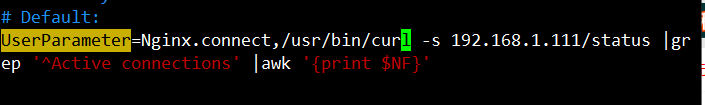 # Default:
UserParameter=Nginx.connect,/usr/bin/curl -s 192.168.1.111/status |gr
ep '^Active connections' |awk '{print $NF}'